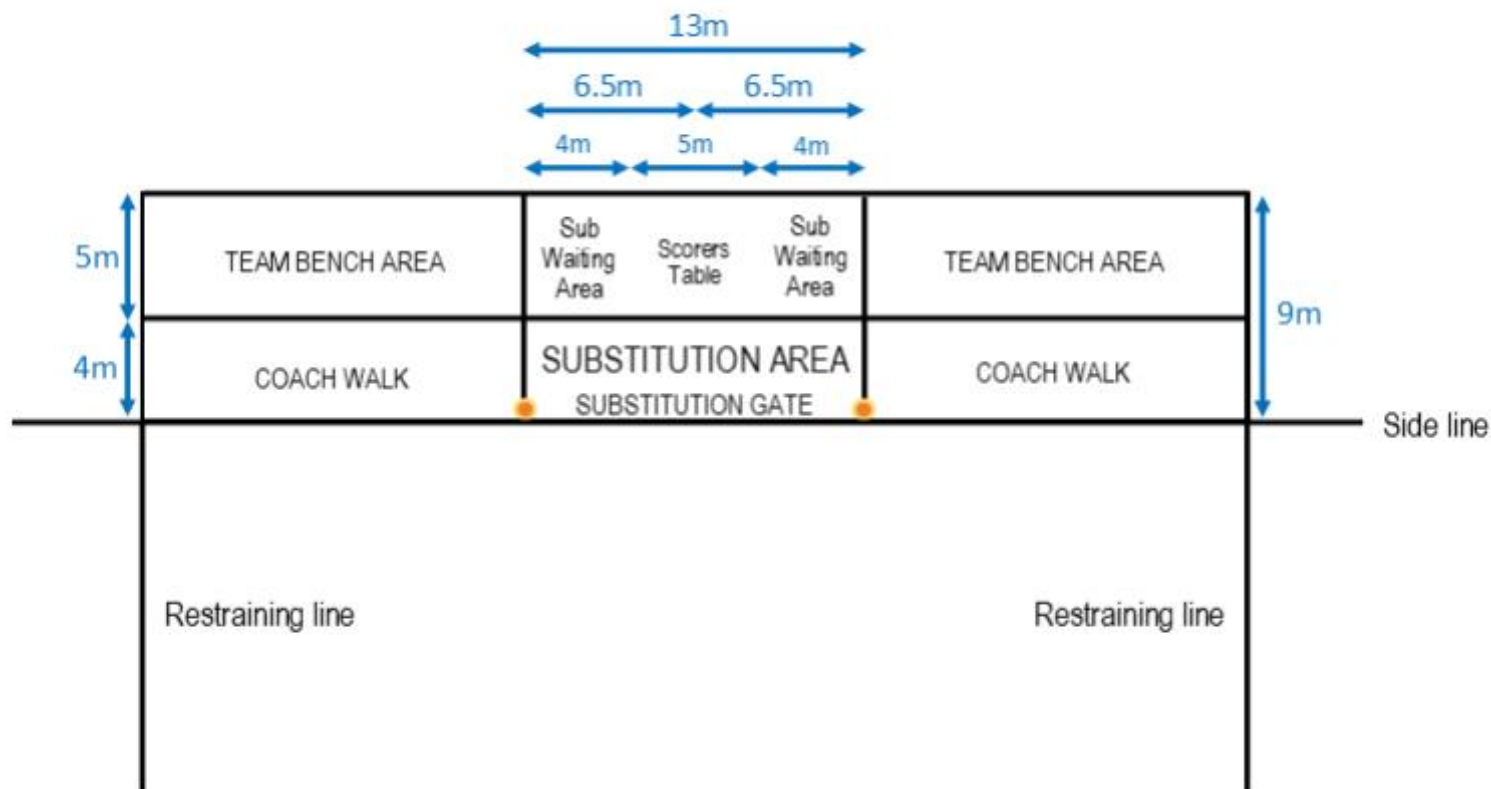 13m
6.5m 6.5m
4m 5m 4m
5m
TEAM BENCH AREA
Sub
Waiting
Area
Scorers
Table
Sub
Waiting
Area
TEAM BENCH AREA
9m
4m
COACH WALK
SUBSTITUTION AREA
SUBSTITUTION GATE
COACH WALK
Side line
Restraining line
Restraining line